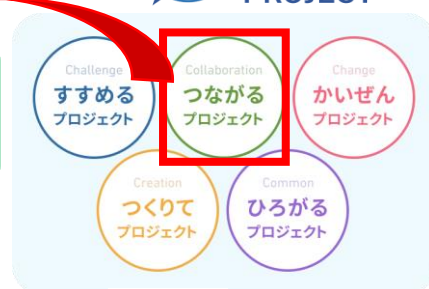 PROJECT
Challenge
すすめる
プロジェクト
Collaboration
つながる
プロジェクト
Change
かいぜん
プロジェクト
Creation
つくりて
プロジェクト
Common
ひろがる
プロジェクト